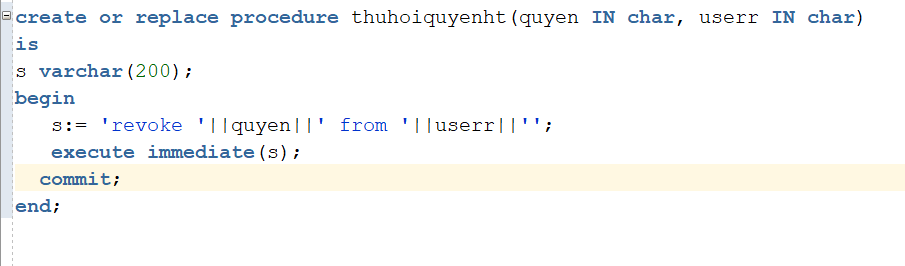 create or replace procedure thuhoiquyenht(quyen IN char, userr IN char)
is
s varchar(200);
begin
   s:= 'revoke '||quyen||' from '||userr||'';
   execute immediate(s);
  commit;
end;